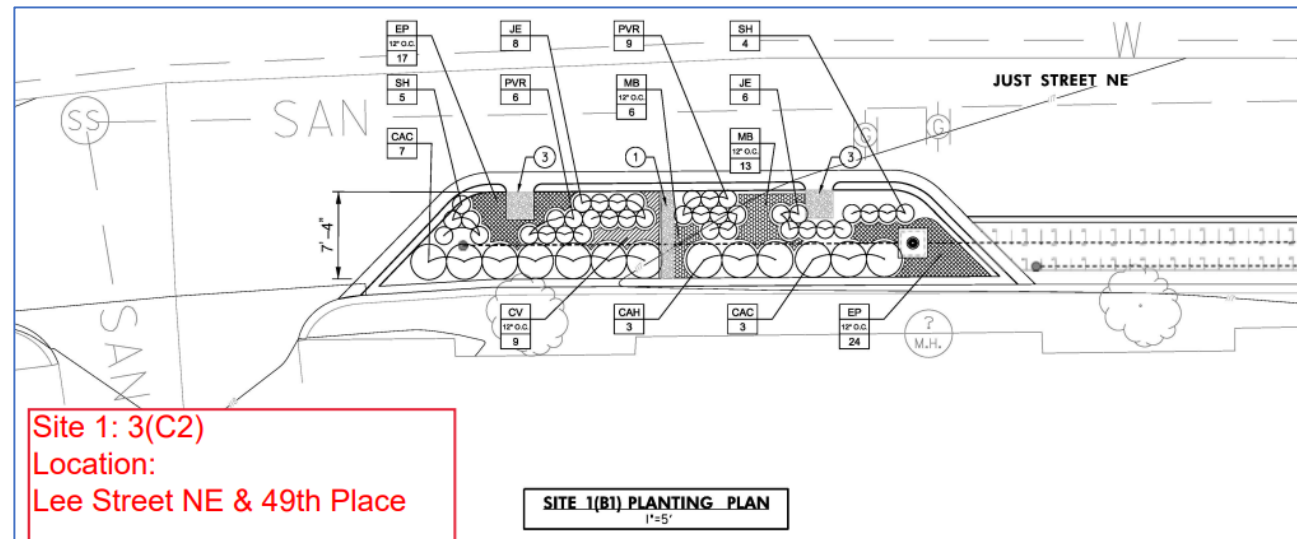 EP
12" O.C.
17
JE
8
PVR
9
SH
4
W
JUST STREET NE
SH
5
PVR
6
MB
12" O.C.
6
JE
6
SS
SAN
G
G
CAC
7
MB
12" O.C.
13
3
1
3
7'-4"
CV
12" O.C.
9
CAH
3
CAC
3
EP
12" O.C.
24
?
M.H.
SAN
Site 1: 3(C2)
Location:
Lee Street NE & 49th Place
SITE 1(B1) PLANTING PLAN
1"=5'